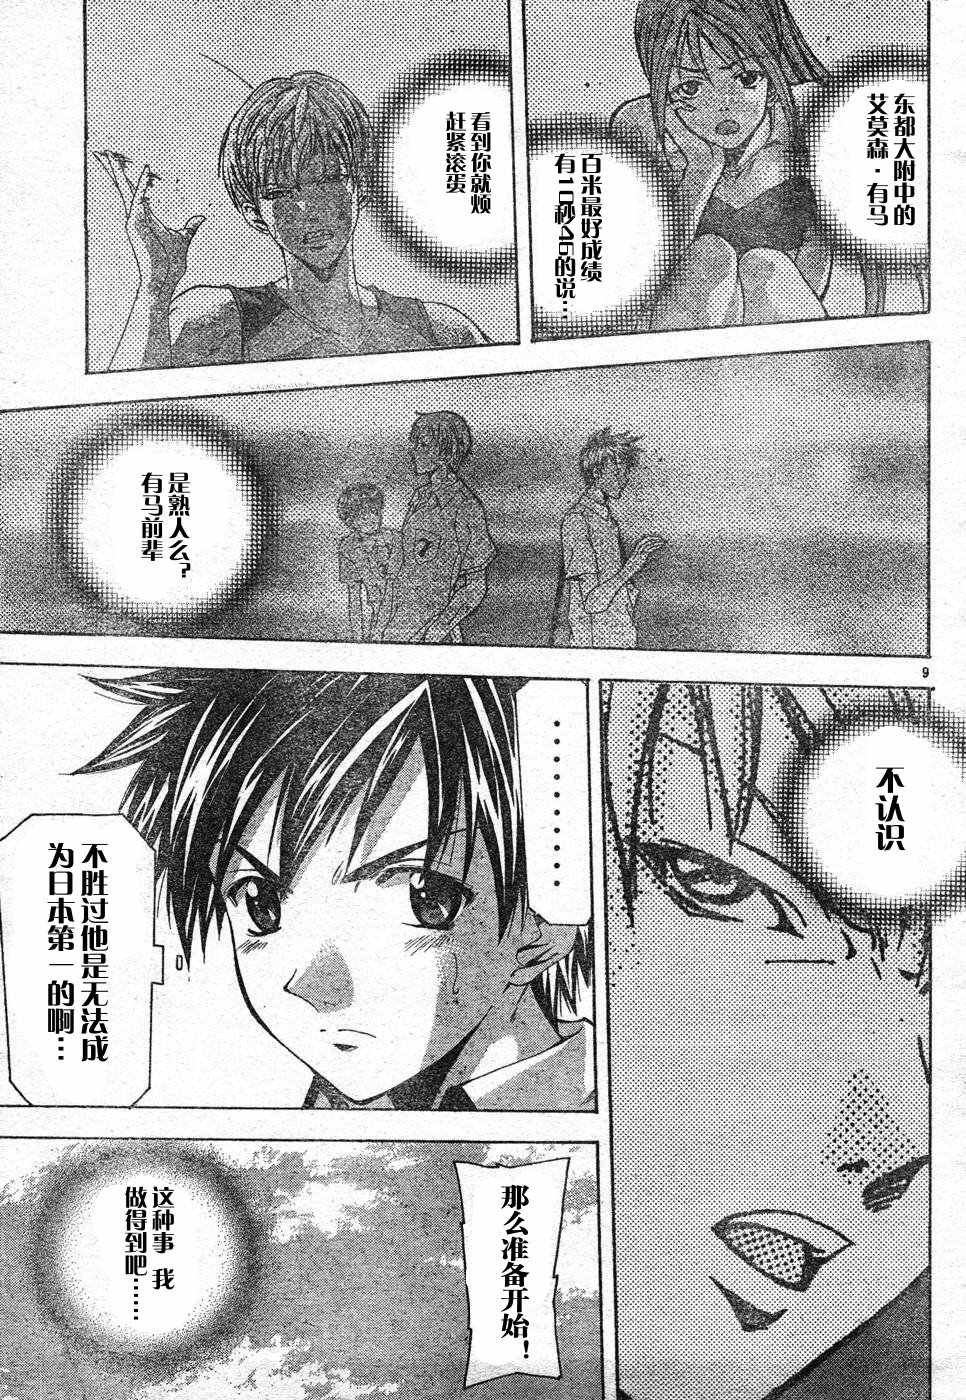 东都大附中的
艾莫森·有马
百米最好成绩
有10秒46的说…
看到你就烦
赶紧滚蛋
是熟人么？
有马前辈
9
不认识
………
不胜过他是无法成
为日本第一的啊…
那么准备开始！
这种事 我
做得到吧……